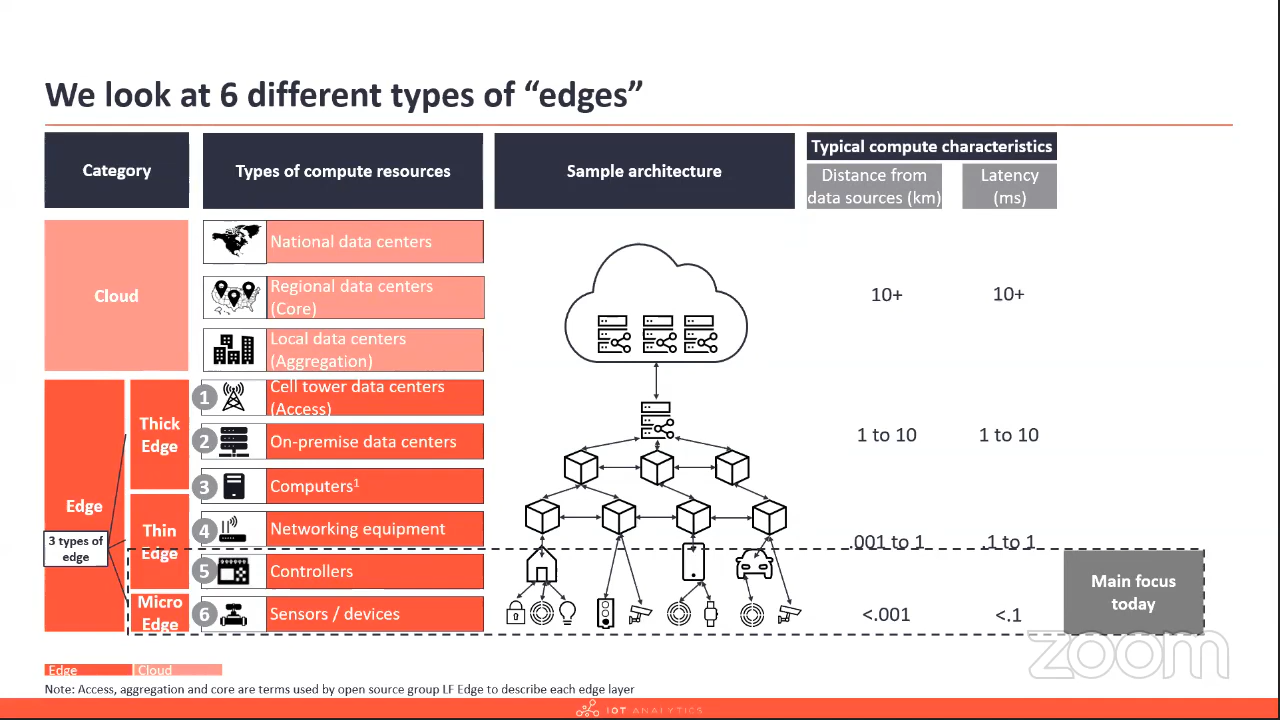 We look at 6 different types of “edges”
Category
Types of compute resources
Sample architecture
Typical compute characteristics
Distance from
data sources (km)
Latency
(ms)
Cloud
National data centers
Regional data centers
(Core)
Local data centers
(Aggregation)
10+
10+
Edge
3 types of
edge
Thick
Edge
1
Cell tower data centers
(Access)
2
On-premise data centers
3
Computers¹
1 to 10
1 to 10
Thin
Edge
4
Networking equipment
5
Controllers
.001 to 1
.1 to 1
Micro
Edge
6
Sensors / devices
<.001
<.1
Main focus
today
zoom
Edge
Cloud
Note: Access, aggregation and core are terms used by open source group LF Edge to describe each edge layer
IOT ANALYTICS